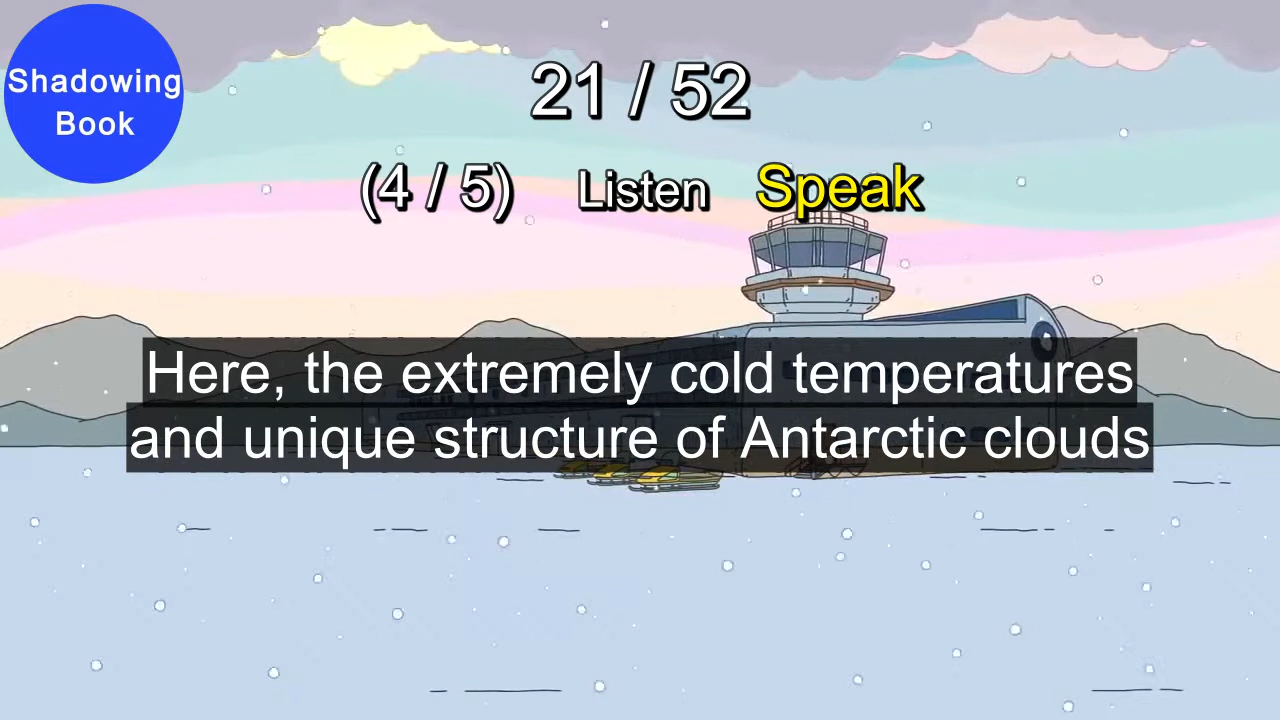 Shadowing
Book
21 / 52
(4 / 5) Listen Speak
Here, the extremely cold temperatures
and unique structure of Antarctic clouds